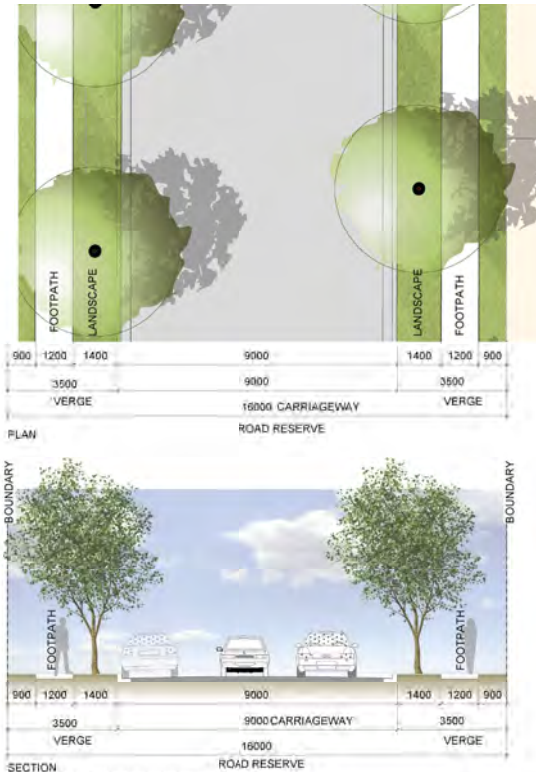 FOOTPATH LANDSCAPE LANDSCAPE FOOTPATH
900 1200 1400 9000 1400 1200 900
3500 9000 3500
VERGE 16000 CARRIAGEWAY VERGE
ROAD RESERVE
PLAN
BOUNDARY BOUNDARY
FOOTPATH FOOTPATH
900 1200 1400 9000 1400 1200 900
3500 9000 CARRIAGEWAY 3500
VERGE 16000 VERGE
ROAD RESERVE
SECTION